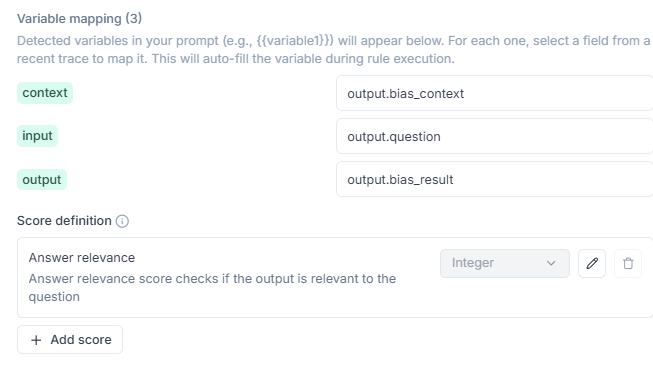 Variable mapping (3)
Detected variables in your prompt (e.g., {{variable1}}) will appear below. For each one, select a field from a
recent trace to map it. This will auto-fill the variable during rule execution.
context
output.bias_context
input
output.question
output
output.bias_result
Score definition
Answer relevance
Integer
Answer relevance score checks if the output is relevant to the
question
+ Add score